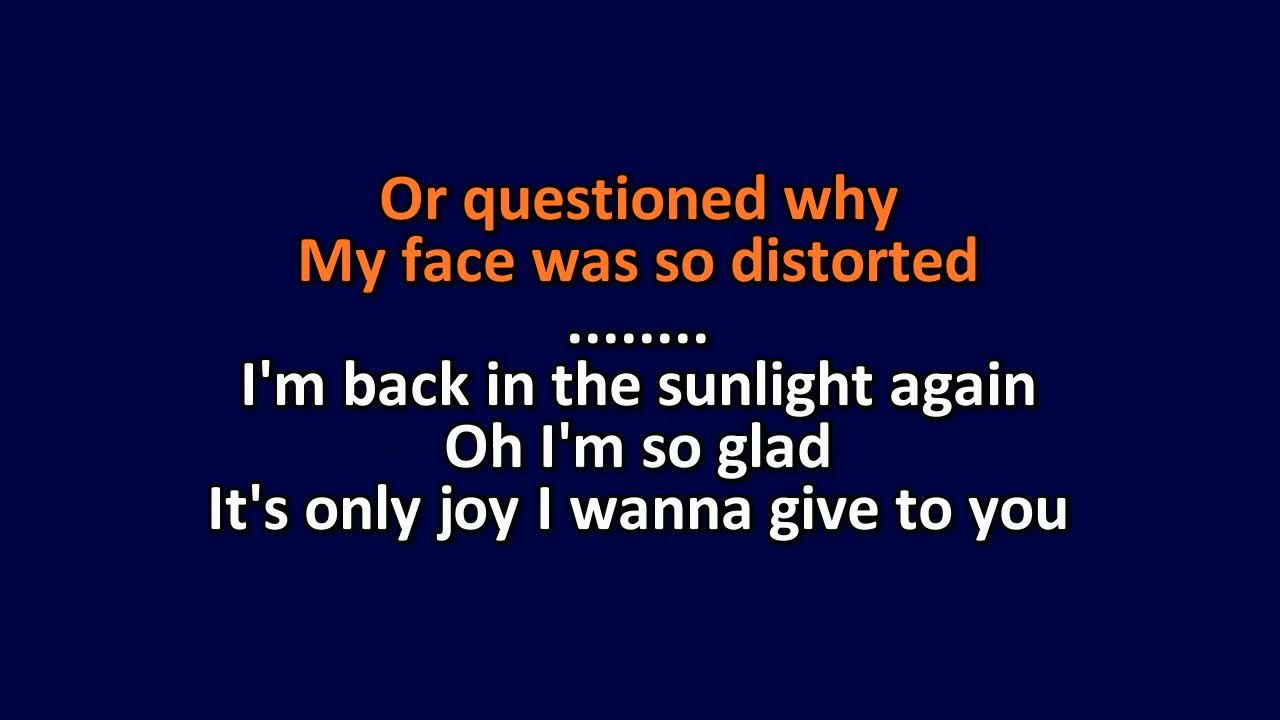 Or questioned why
My face was so distorted
........
I'm back in the sunlight again
Oh I'm so glad
It's only joy I wanna give to you